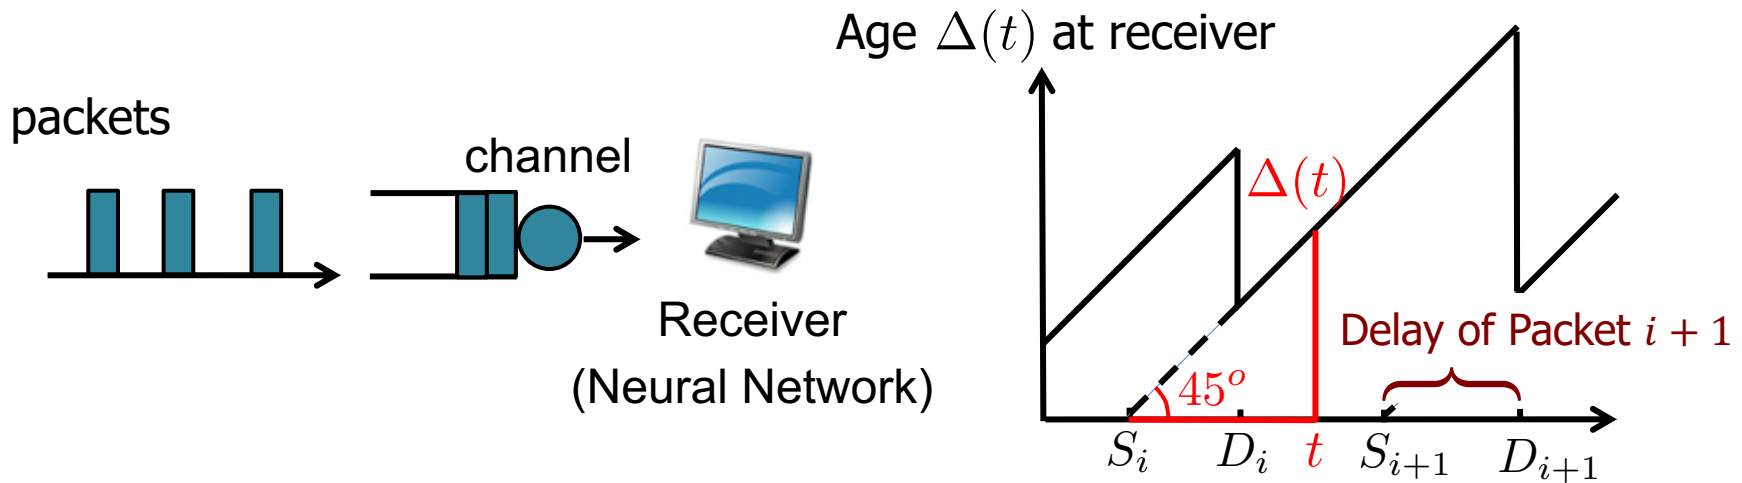 packets
channel
Receiver
(Neural Network)
Age Δ(t) at receiver
Δ(t)
Delay of Packet i + 1
45°
S_i
D_i
t
S_{i+1}
D_{i+1}